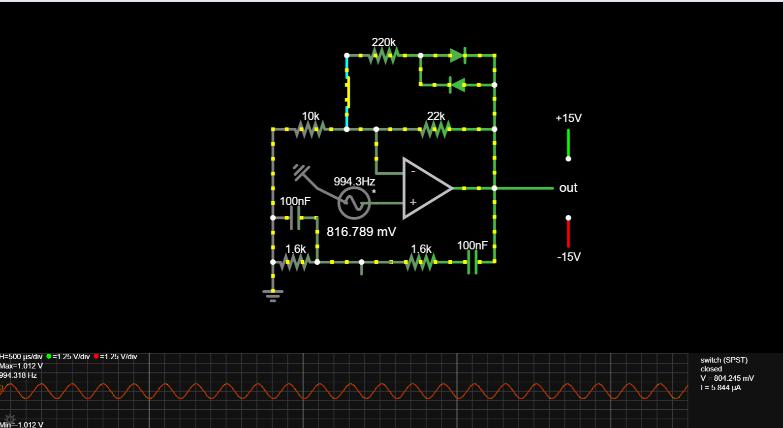 220k
10k
22k
+15V
-
994.3Hz
*
+
out
100nF
816.789 mV
1.6k
1.6k
100nF
-15V
H=500 µs/div =1.25 V/div =1.25 V/div
Max=1.012 V
994.318 Hz
Min=-1.012 V
switch (SPST)
closed
V = 804.245 mV
I = 5.844 µA